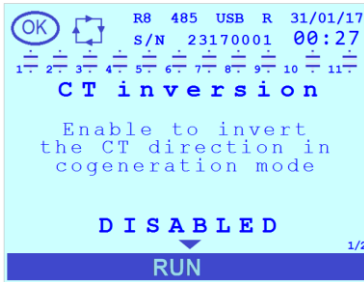 OK R8 485 USB R 31/01/17
S/N 23170001 00:27
1 2 3 4 5 6 7 8 9 10 11
CT inversion
Enable to invert
the CT direction in
cogeneration mode
DISABLED
1/2
RUN